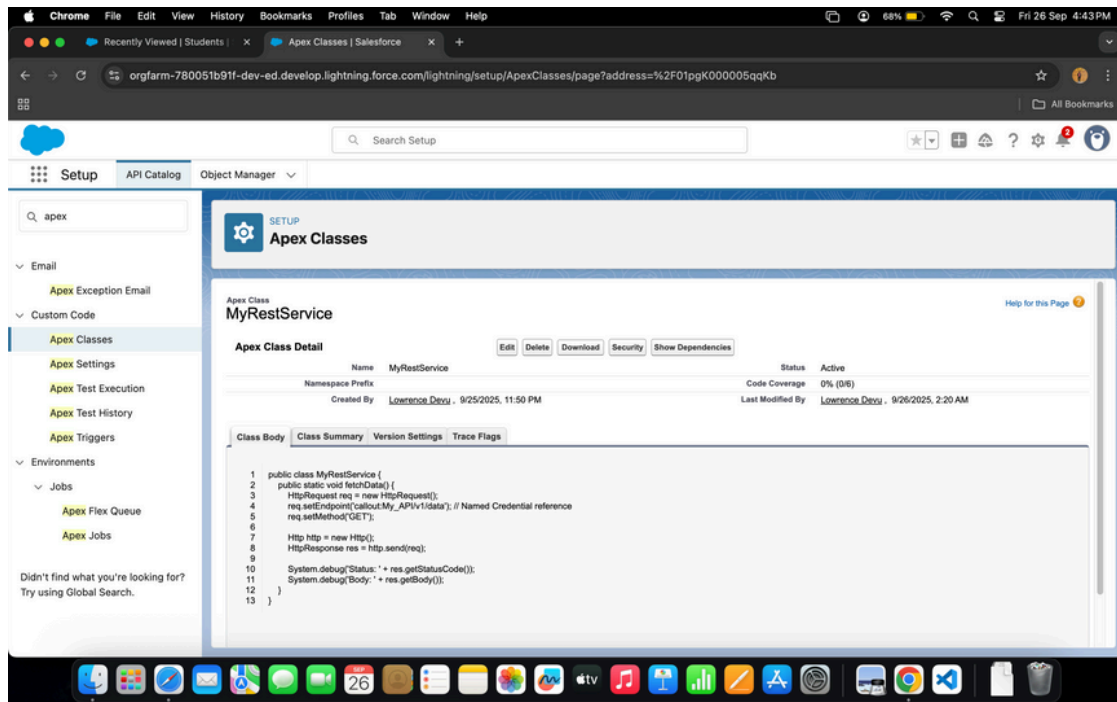 Chrome File Edit View History Bookmarks Profiles Tab Window Help 68% Fri 26 Sep 4:43 PM
Recently Viewed | Students |
Apex Classes | Salesforce
orgfarm-780051b91f-dev-ed.develop.lightning.force.com/lightning/setup/ApexClasses/page?address=%2F01pgK000005qqKb
All Bookmarks
Search Setup
2
Setup API Catalog Object Manager
apex
Email
Apex Exception Email
Custom Code
Apex Classes
Apex Settings
Apex Test Execution
Apex Test History
Apex Triggers
Environments
Jobs
Apex Flex Queue
Apex Jobs
Didn't find what you're looking for?
Try using Global Search.
SETUP
Apex Classes
Apex Class
MyRestService
Help for this Page
Apex Class Detail
Edit Delete Download Security Show Dependencies
Name MyRestService Status Active
Namespace Prefix Code Coverage 0% (0/6)
Created By Lowrence Devu , 9/25/2025, 11:50 PM Last Modified By Lowrence Devu , 9/26/2025, 2:20 AM
Class Body Class Summary Version Settings Trace Flags
1 public class MyRestService {
2 public static void fetchData() {
3 HttpRequest req = new HttpRequest();
4 req.setEndpoint('callout:My_API/v1/data'); // Named Credential reference
5 req.setMethod('GET');
6
7 Http http = new Http();
8 HttpResponse res = http.send(req);
9
10 System.debug('Status: ' + res.getStatusCode());
11 System.debug('Body: ' + res.getBody());
12 }
13 }
SEP
26
tv